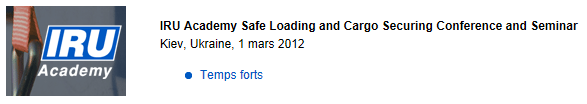 IRU
Academy
IRU Academy Safe Loading and Cargo Securing Conference and Seminar
Kiev, Ukraine, 1 mars 2012
Temps forts